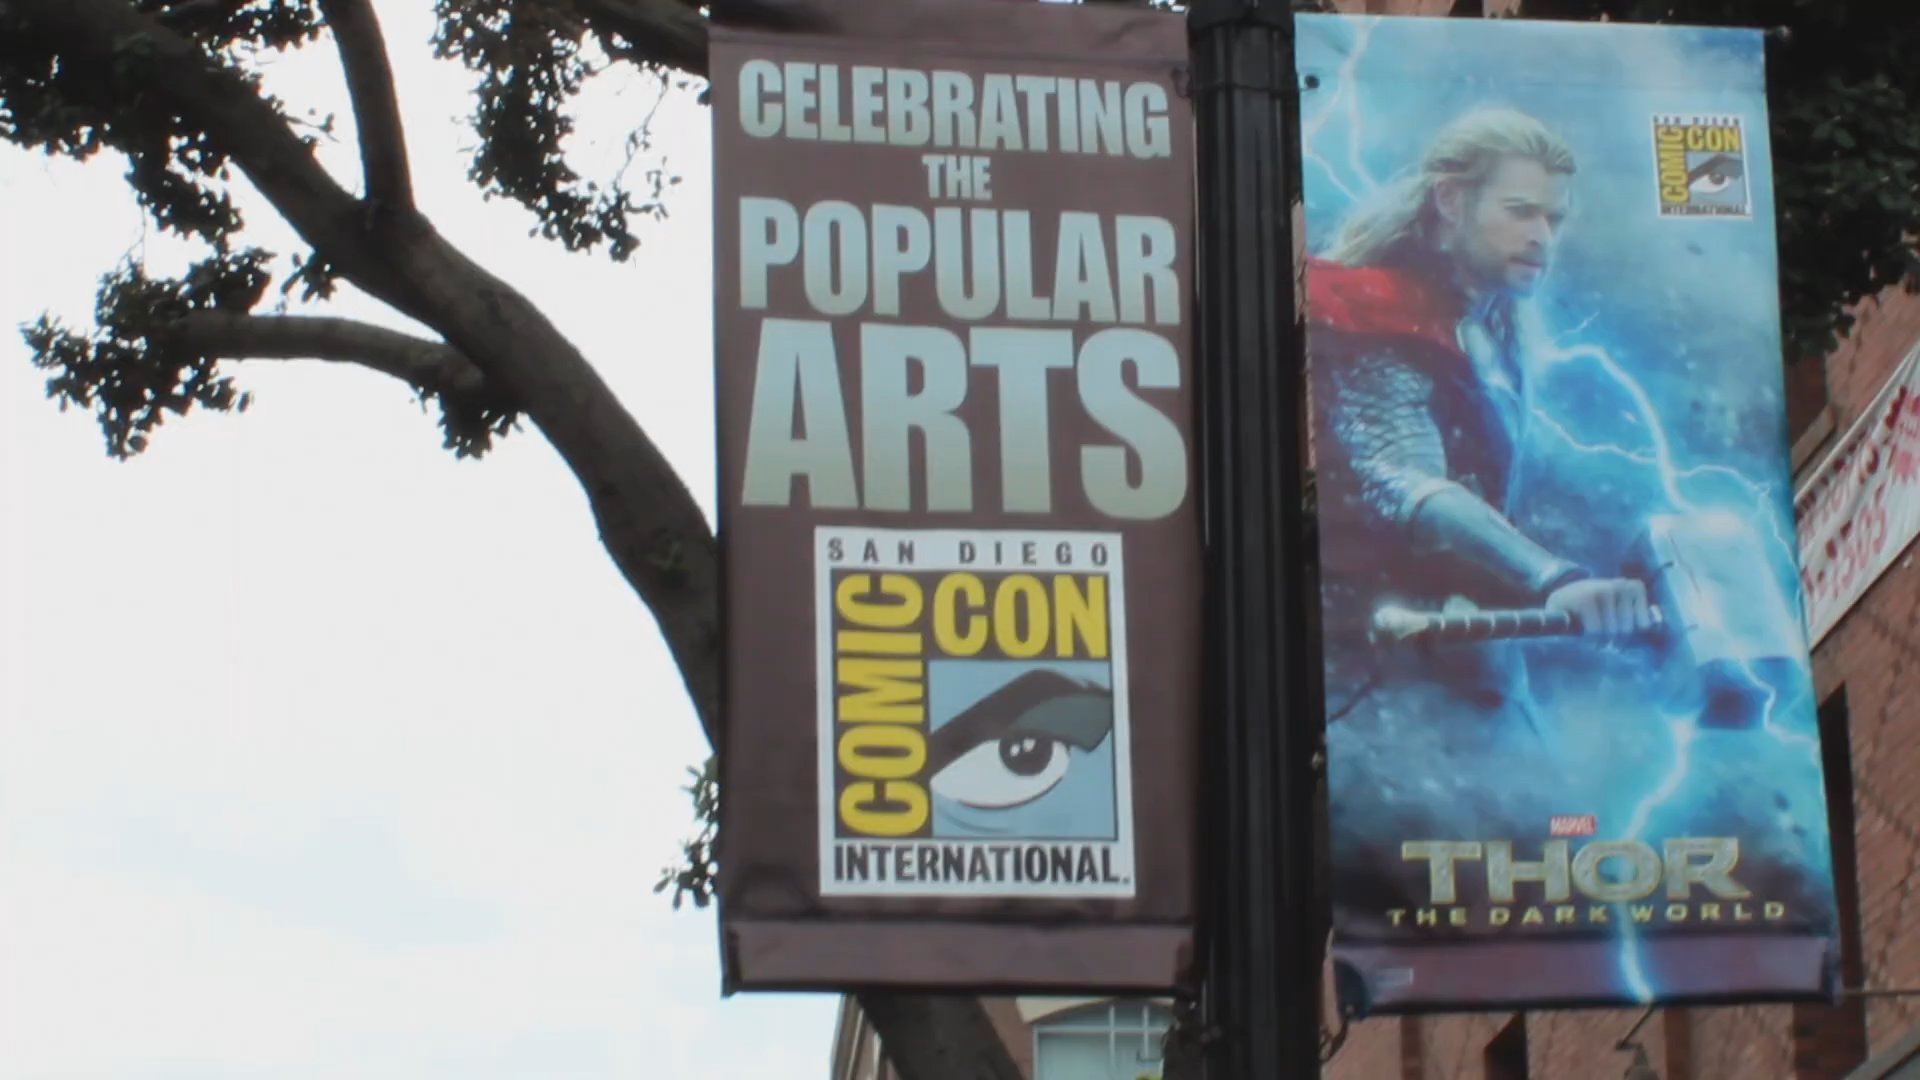 CELEBRATING
THE
POPULAR
ARTS
SAN DIEGO
COMIC CON
INTERNATIONAL.
SAN DIEGO
COMIC CON
INTERNATIONAL
MARVEL
THOR
THE DARK WORLD
-1505